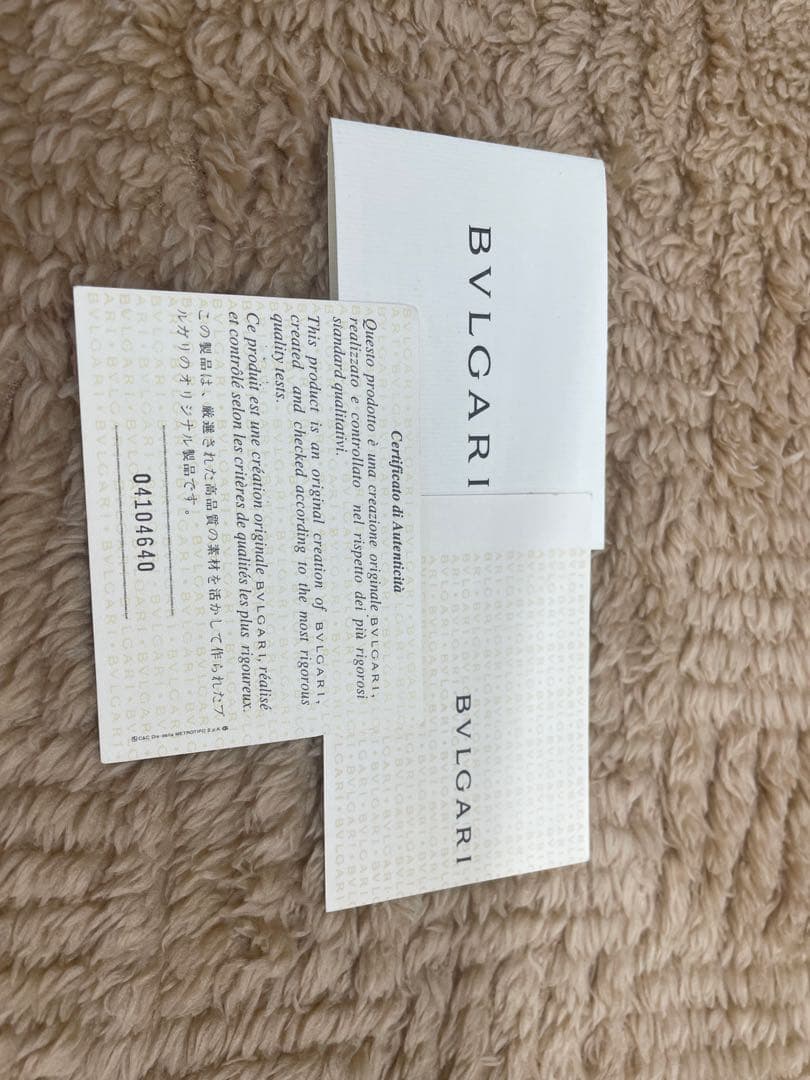 BVLGARI
BVLGARI
Certificato di Autenticità
Questo prodotto è una creazione originale BVLGARI,
realizzato e controllato nel rispetto dei più rigorosi
standard qualitativi.
This product is an original creation of BVLGARI,
created and checked according to the most rigorous
quality tests.
Ce produit est une création originale BVLGARI, réalisé
et contrôlé selon les critères de qualités les plus rigoureux.
この製品は、厳選された高品質の素材を活かして作られたブ
ルガリのオリジナル製品です。
04104640